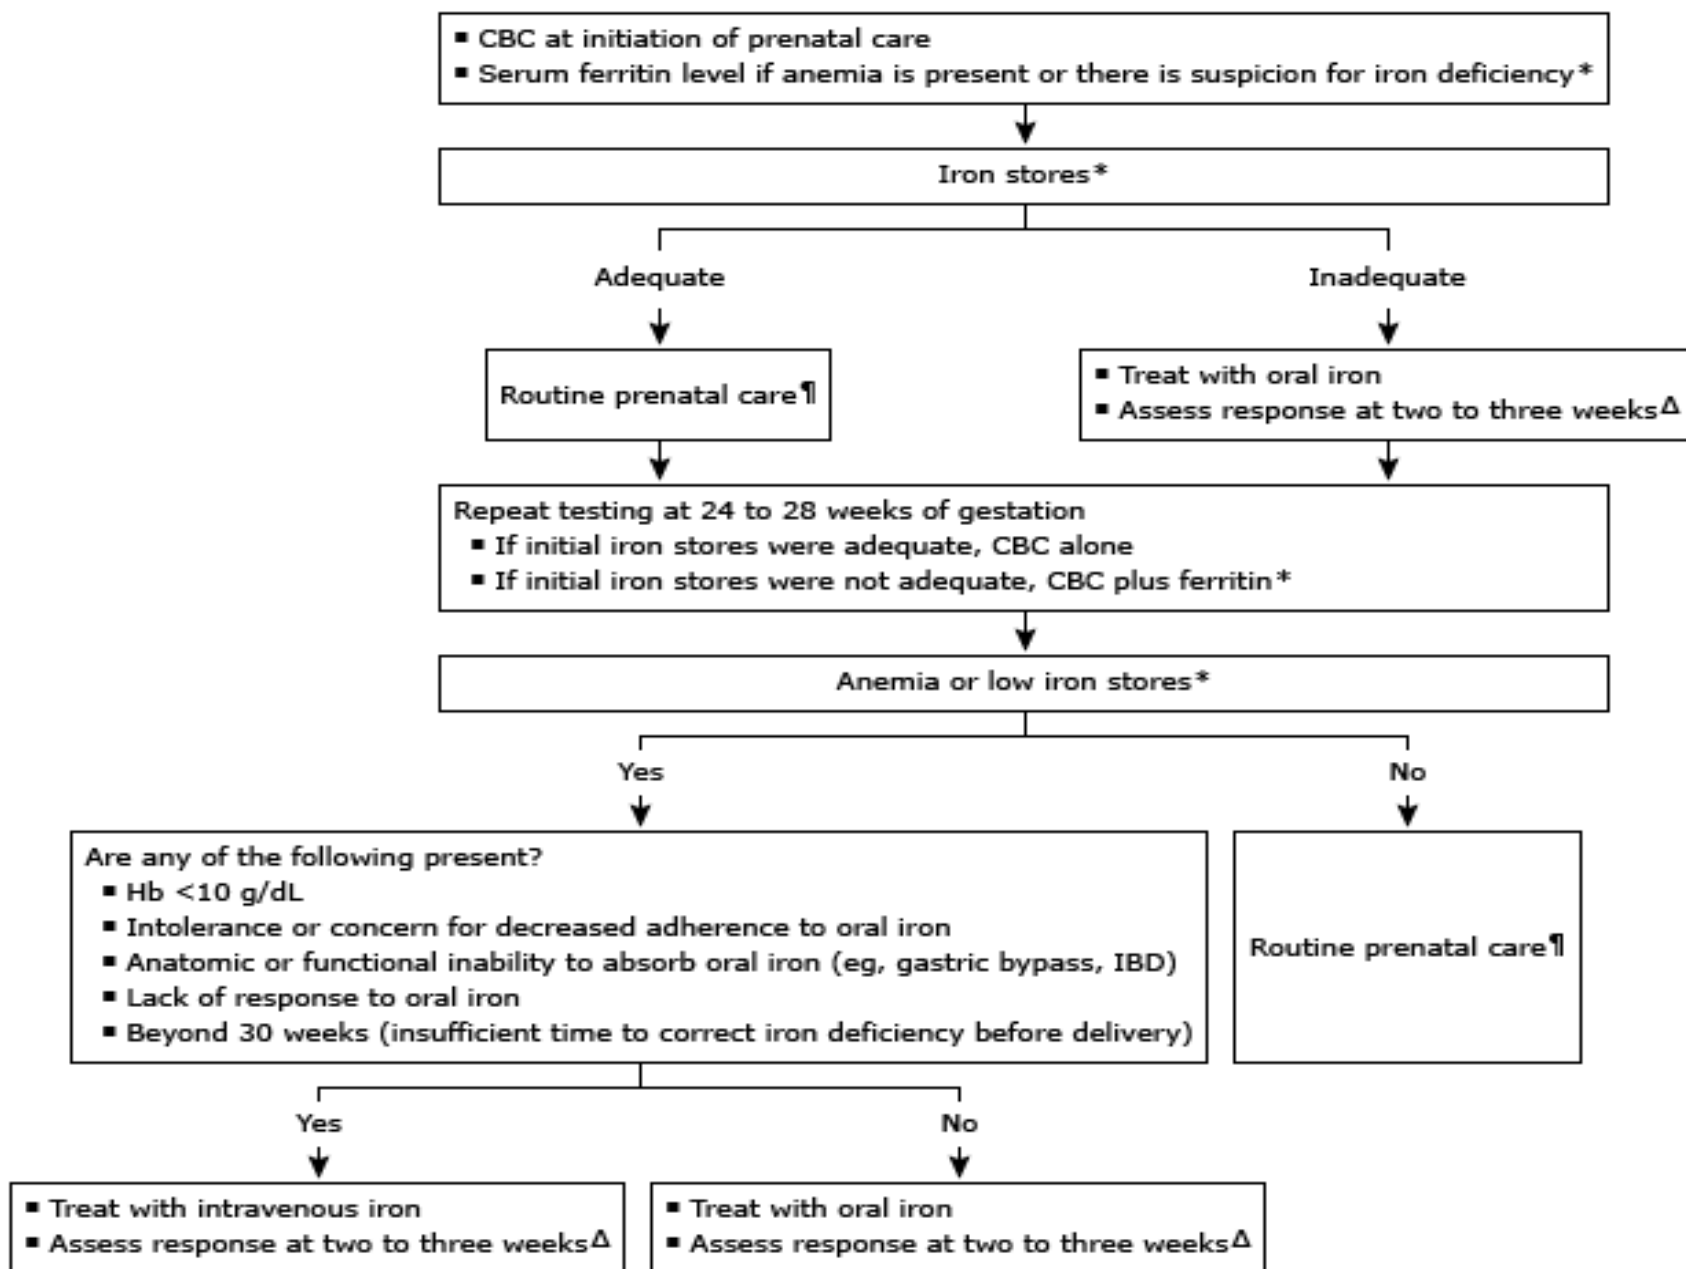 ▪ CBC at initiation of prenatal care
▪ Serum ferritin level if anemia is present or there is suspicion for iron deficiency*
Iron stores*
Adequate
Inadequate
Routine prenatal care¶
▪ Treat with oral iron
▪ Assess response at two to three weeksΔ
Repeat testing at 24 to 28 weeks of gestation
▪ If initial iron stores were adequate, CBC alone
▪ If initial iron stores were not adequate, CBC plus ferritin*
Anemia or low iron stores*
Yes
No
Are any of the following present?
▪ Hb <10 g/dL
▪ Intolerance or concern for decreased adherence to oral iron
▪ Anatomic or functional inability to absorb oral iron (eg, gastric bypass, IBD)
▪ Lack of response to oral iron
▪ Beyond 30 weeks (insufficient time to correct iron deficiency before delivery)
Routine prenatal care¶
Yes
No
▪ Treat with intravenous iron
▪ Assess response at two to three weeksΔ
▪ Treat with oral iron
▪ Assess response at two to three weeksΔ